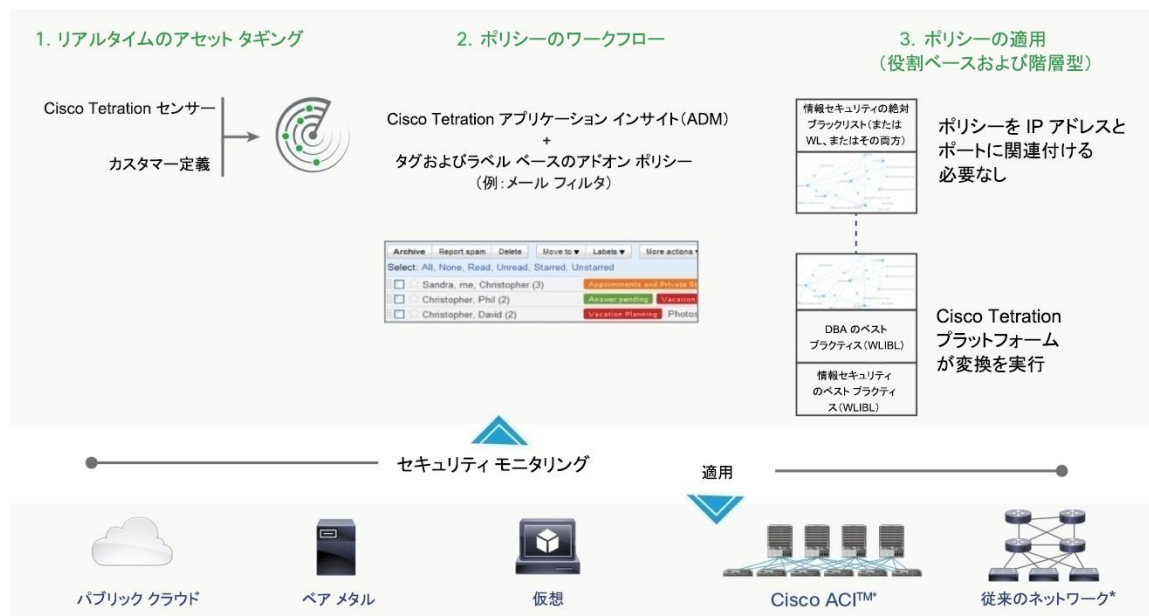 1. リアルタイムのアセット タギング
Cisco Tetration センサー
カスタマー定義
2. ポリシーのワークフロー
Cisco Tetration アプリケーション インサイト(ADM)
+
タグおよびラベル ベースのアドオン ポリシー
(例:メール フィルタ)
Archive Report spam Delete Move to ▼ Labels ▼ More actions
Select: All, None, Read, Unread, Starred, Unstarred
Sandra, me, Christopher (3) Appointments and Private
Christopher, Phil (2) Answer pending Vacation
Christopher, David (2) Vacation Planning Photos
3. ポリシーの適用
(役割ベースおよび階層型)
情報セキュリティの絶対
ブラックリスト(または
WL、またはその両方)
ポリシーを IP アドレスと
ポートに関連付ける
必要なし
DBA のベスト
プラクティス(WLIBL)
情報セキュリティ
のベスト プラクティ
ス(WLIBL)
Cisco Tetration
プラットフォーム
が変換を実行
セキュリティ モニタリング
適用
パブリック クラウド
ベア メタル
仮想
Cisco ACI™*
従来のネットワーク*